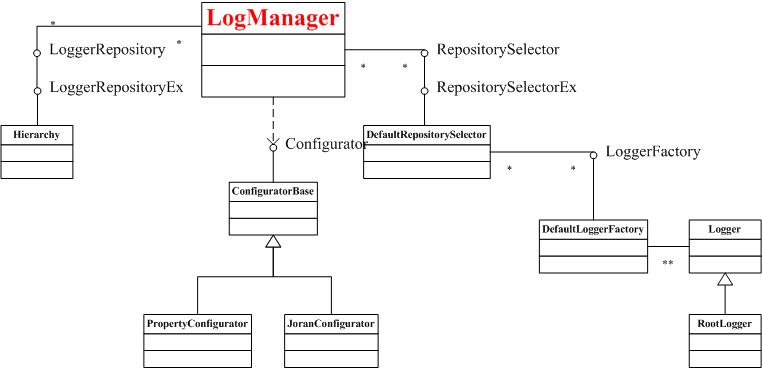 LogManager
*
*
LoggerRepository
RepositorySelector
*
*
LoggerRepositoryEx
RepositorySelectorEx
Hierarchy
DefaultRepositorySelector
Configurator
LoggerFactory
*
*
ConfiguratorBase
DefaultLoggerFactory
Logger
**
PropertyConfigurator
JoranConfigurator
RootLogger